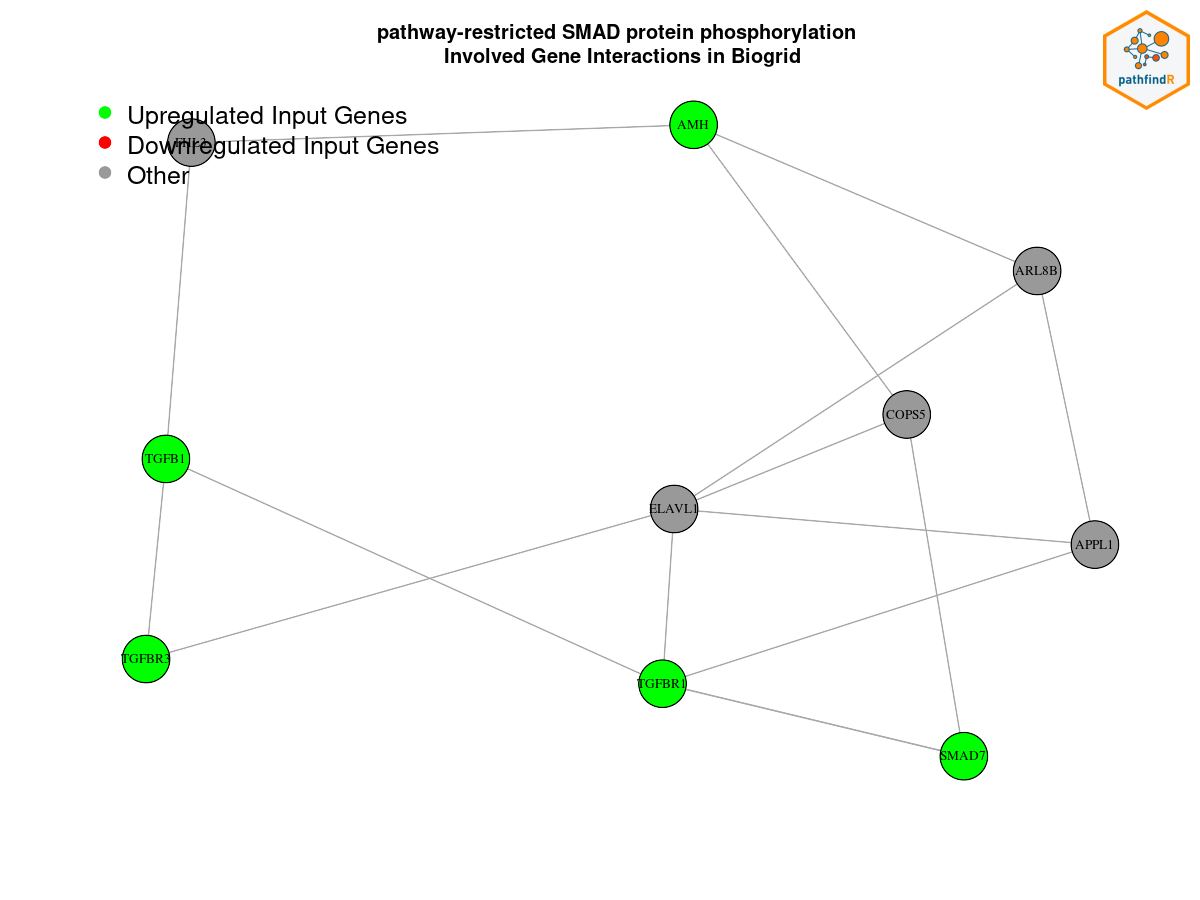 pathway-restricted SMAD protein phosphorylation
Involved Gene Interactions in Biogrid
pathfindR
Upregulated Input Genes
Downregulated Input Genes
Other
AMH
ARL8B
COPS5
TGFB1
ELAVL1
APPL1
TGFBR3
TGFBR1
SMAD7